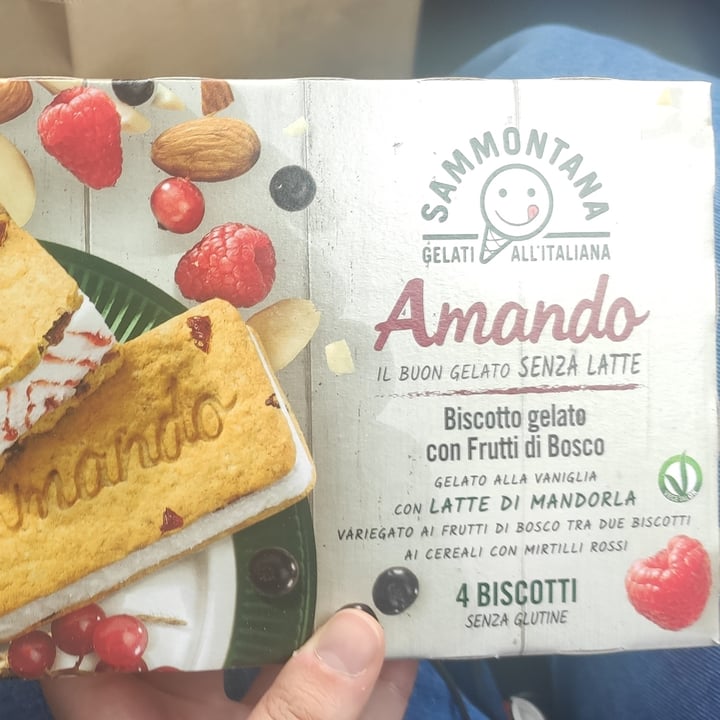 SAMMONTANA
GELATI ALL'ITALIANA
Amando
IL BUON GELATO SENZA LATTE
Biscotto gelato
con Frutti di Bosco
GELATO ALLA VANIGLIA
CON LATTE DI MANDORLA
VARIEGATO AI FRUTTI DI BOSCO TRA DUE BISCOTTI
AI CEREALI CON MIRTILLI ROSSI
4 BISCOTTI
SENZA GLUTINE
mando